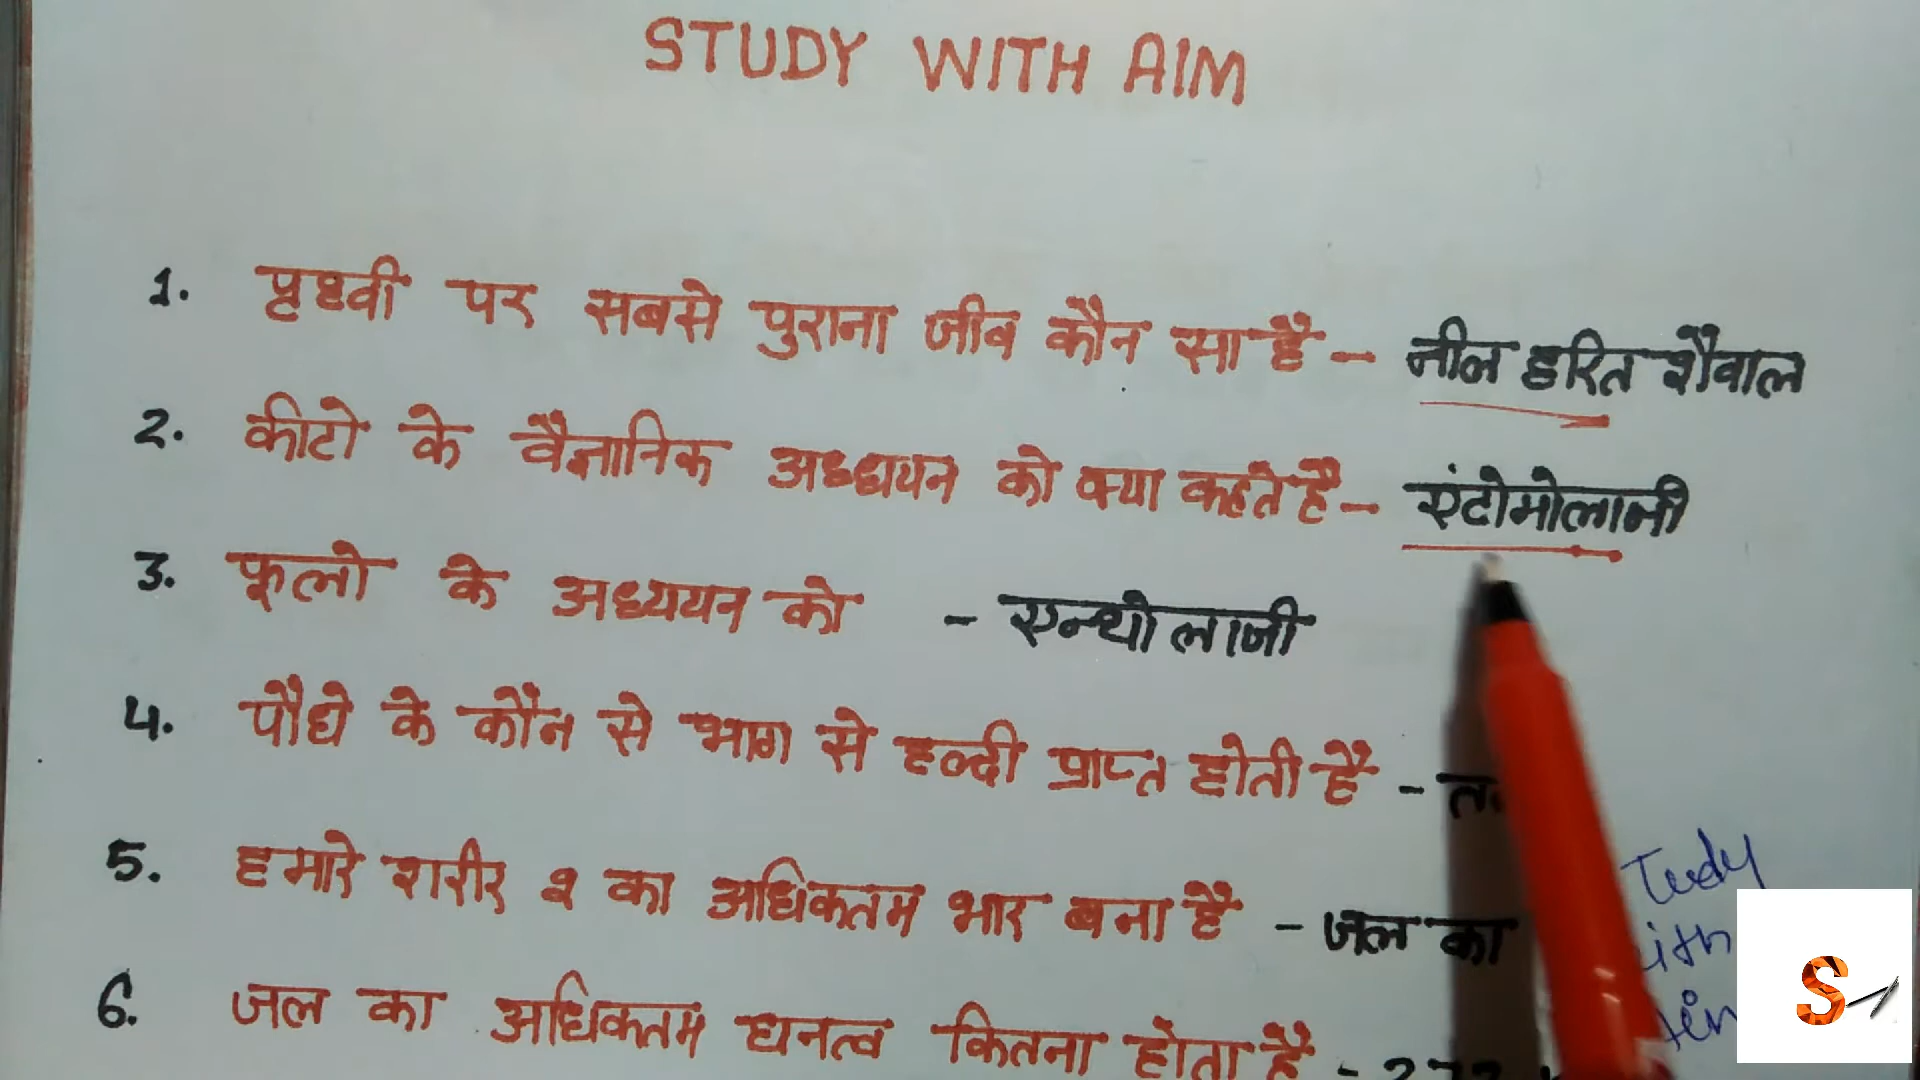 STUDY WITH AIM
1. पृथ्वी पर सबसे पुराना जीव कौन सा है - नील हरित शैवाल
2. कीटो के वैज्ञानिक अध्ययन को क्या कहते है - एंटोमोलाजी
3. फूलो के अध्ययन को - एन्थोलाजी
4. पौधे के कौन से भाग से हल्दी प्राप्त होती है -
5. हमारे शरीर २ का अधिकतम भार बना है - जल का
6. जल का अधिकतम घनत्व कितना होता है -
S